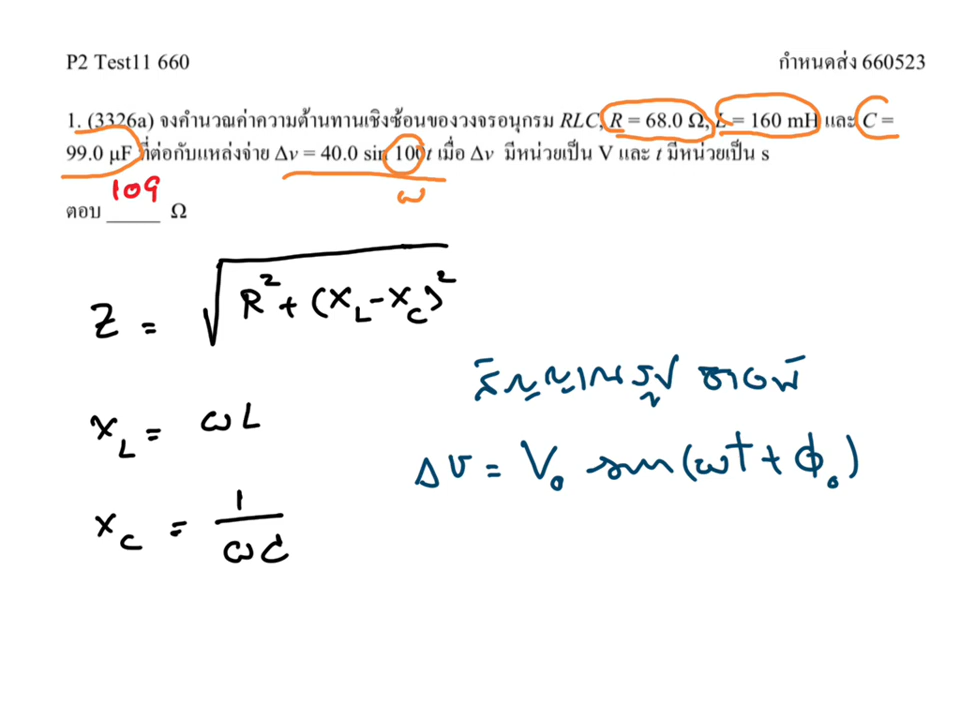 P2 Test11 660 กำหนดส่ง 660523
1. (3326a) จงคำนวณค่าความต้านทานเชิงซ้อนของวงจรอนุกรม RLC, R = 68.0 Ω, L = 160 mH และ C =
99.0 μF ที่ต่อกับแหล่งจ่าย Δv = 40.0 sin 100t เมื่อ Δv มีหน่วยเป็น V และ t มีหน่วยเป็น s
109 ω
ตอบ _____ Ω
Z = √(R² + (X_L - X_C)²)
สัญญาณรูป ซายน์
X_L = ωL
Δv = V₀ sin(ωt + φ₀)
X_C = 1/ωC